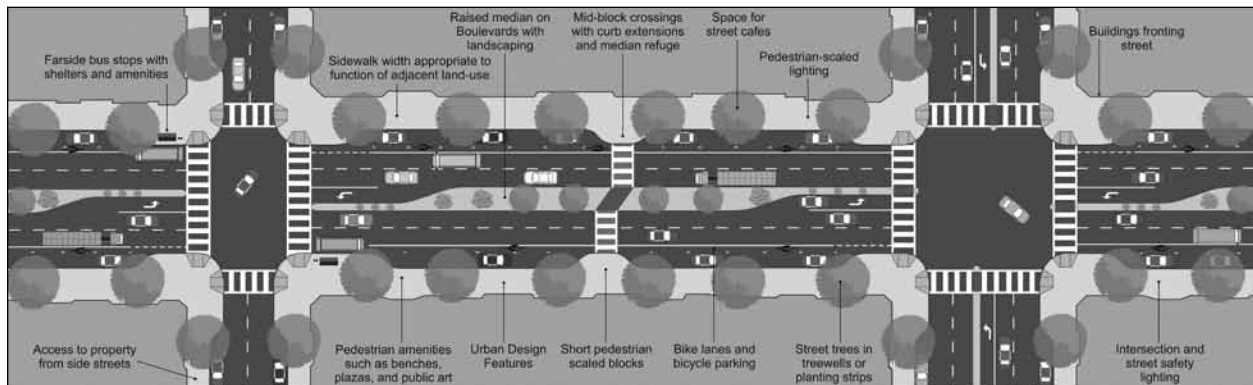 Farside bus stops with
shelters and amenities
Sidewalk width appropriate to
function of adjacent land-use
Raised median on
Boulevards with
landscaping
Mid-block crossings
with curb extensions
and median refuge
Space for
street cafes
Pedestrian-scaled
lighting
Buildings fronting
street
Access to property
from side streets
Pedestrian amenities
such as benches,
plazas, and public art
Urban Design
Features
Short pedestrian
scaled blocks
Bike lanes and
bicycle parking
Street trees in
treewells or
planting strips
Intersection and
street safety
lighting